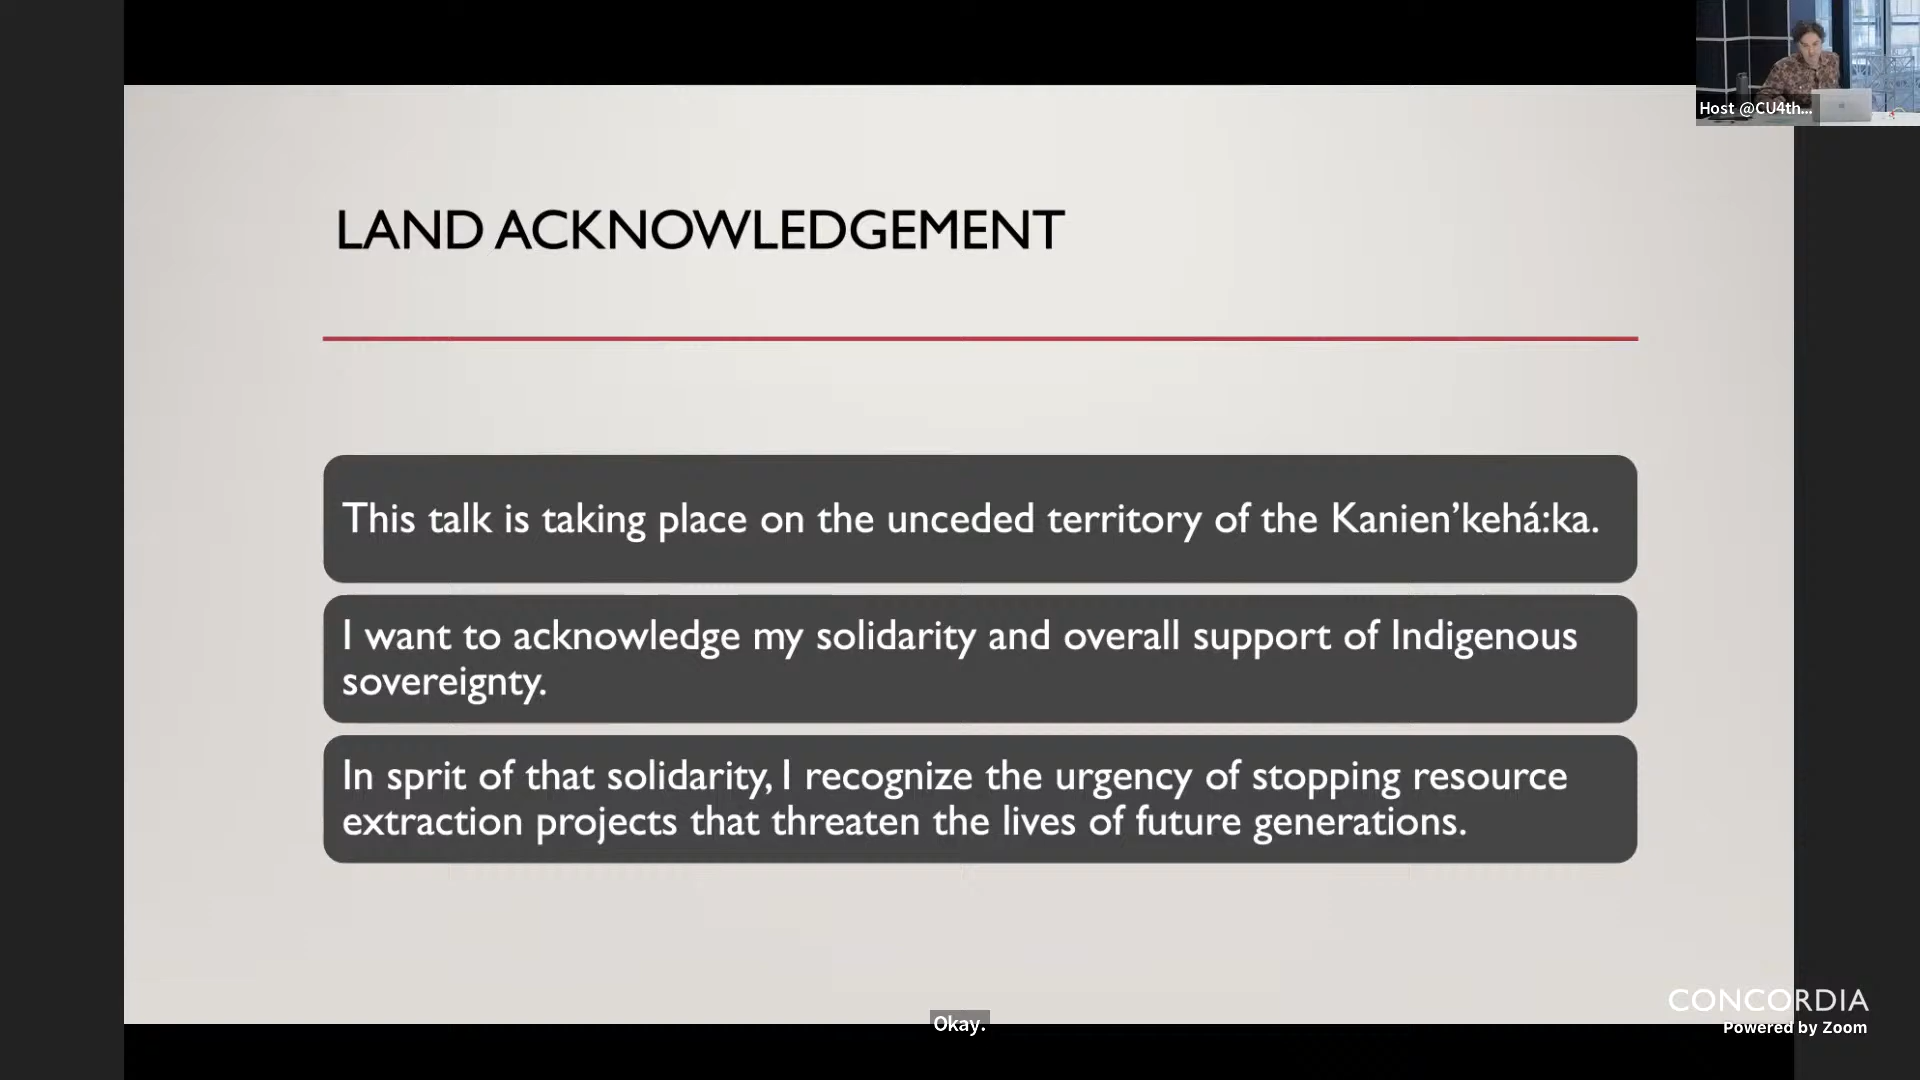 Host @CU4th...
LAND ACKNOWLEDGEMENT
This talk is taking place on the unceded territory of the Kanien’kehá:ka.
I want to acknowledge my solidarity and overall support of Indigenous
sovereignty.
In sprit of that solidarity, I recognize the urgency of stopping resource
extraction projects that threaten the lives of future generations.
CONCORDIA
Powered by Zoom
Okay.